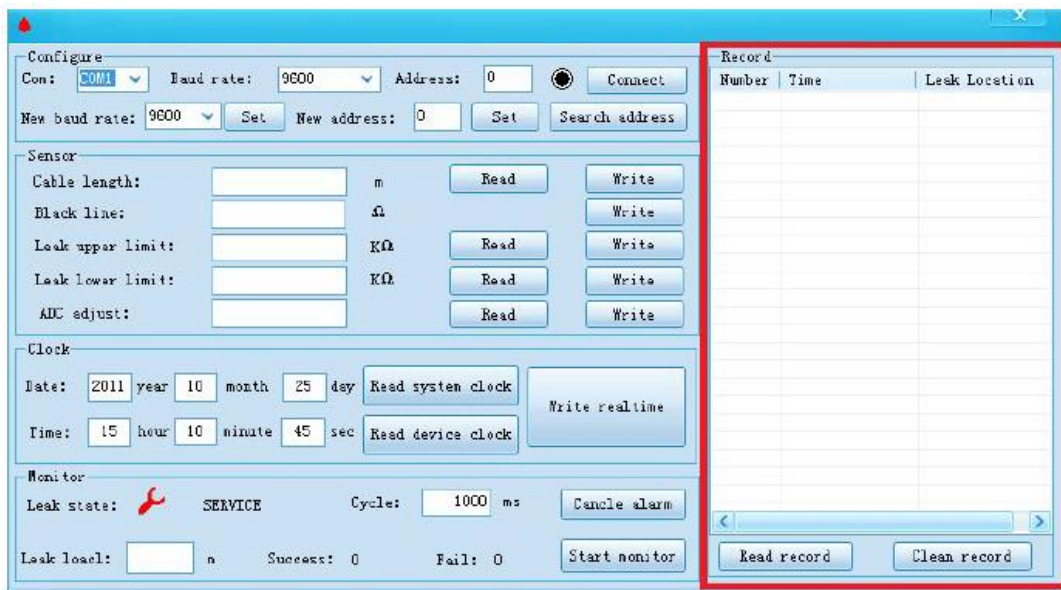 X
Configure
Com: COM1 Baud rate: 9600 Address: 0 Connect
New baud rate: 9600 Set New address: 0 Set Search address
Sensor
Cable length: m Read Write
Black line: Ω Write
Leak upper limit: KΩ Read Write
Leak lower limit: KΩ Read Write
ADC adjust: Read Write
Clock
Date: 2011 year 10 month 25 day Read system clock
Write realtime
Time: 15 hour 10 minute 45 sec Read device clock
Monitor
Leak state: SERVICE Cycle: 1000 ms Cancle alarm
Leak loacl: m Success: 0 Fail: 0 Start monitor
Record
Number Time Leak Location
Read record Clean record